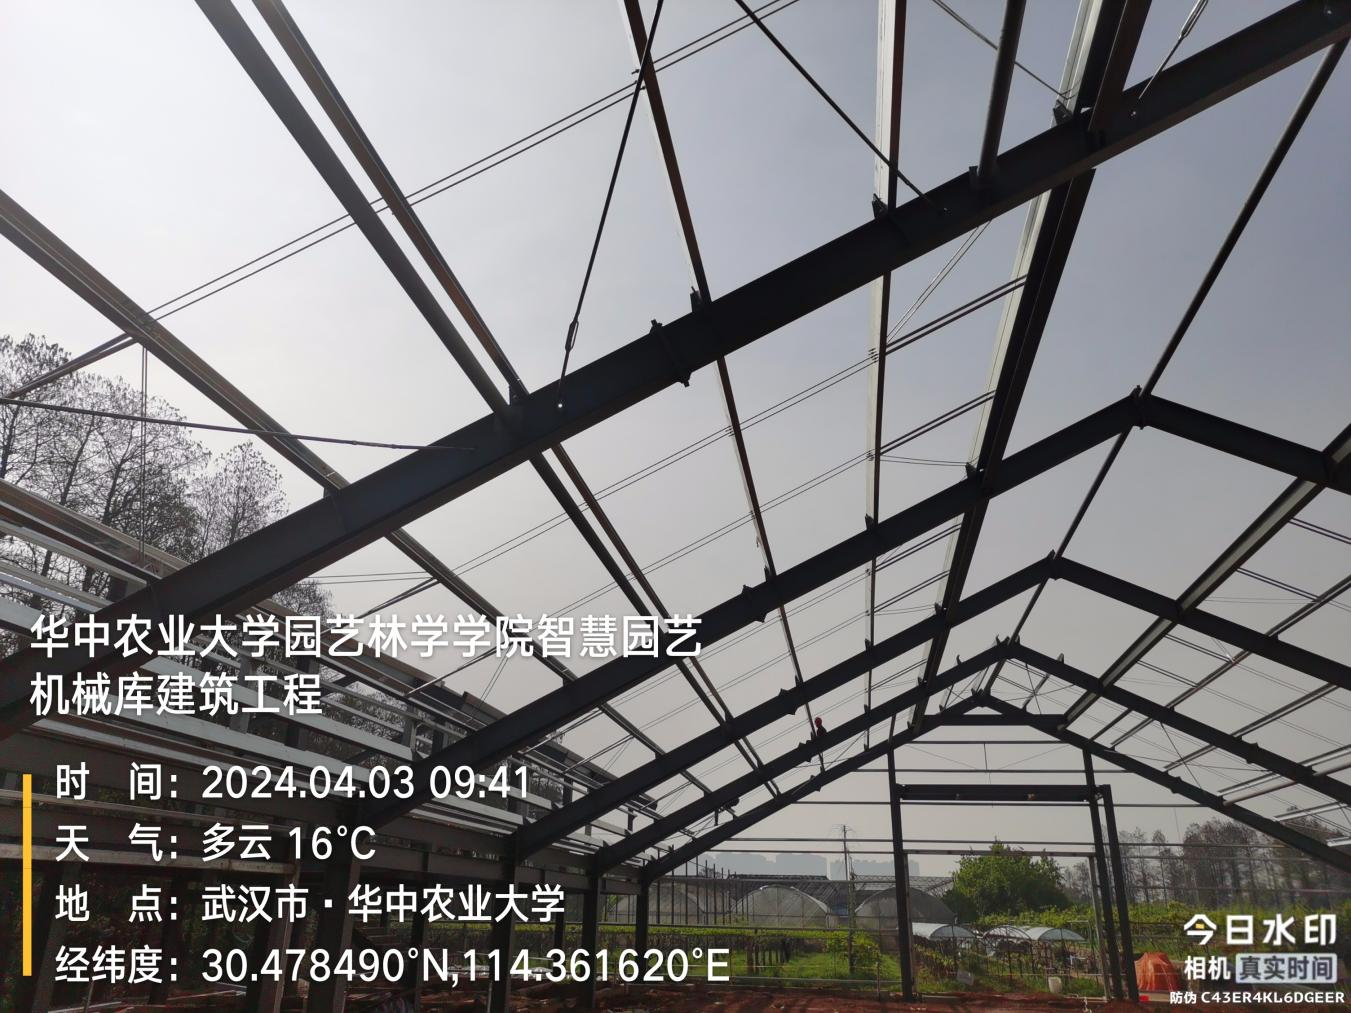 华中农业大学园艺林学学院智慧园艺
机械库建筑工程
时 间：2024.04.03 09:41
天 气：多云 16°C
地 点：武汉市·华中农业大学
经纬度：30.478490°N,114.361620°E
今日水印
相机 真实时间
防伪 C43ER4KL6DGEER